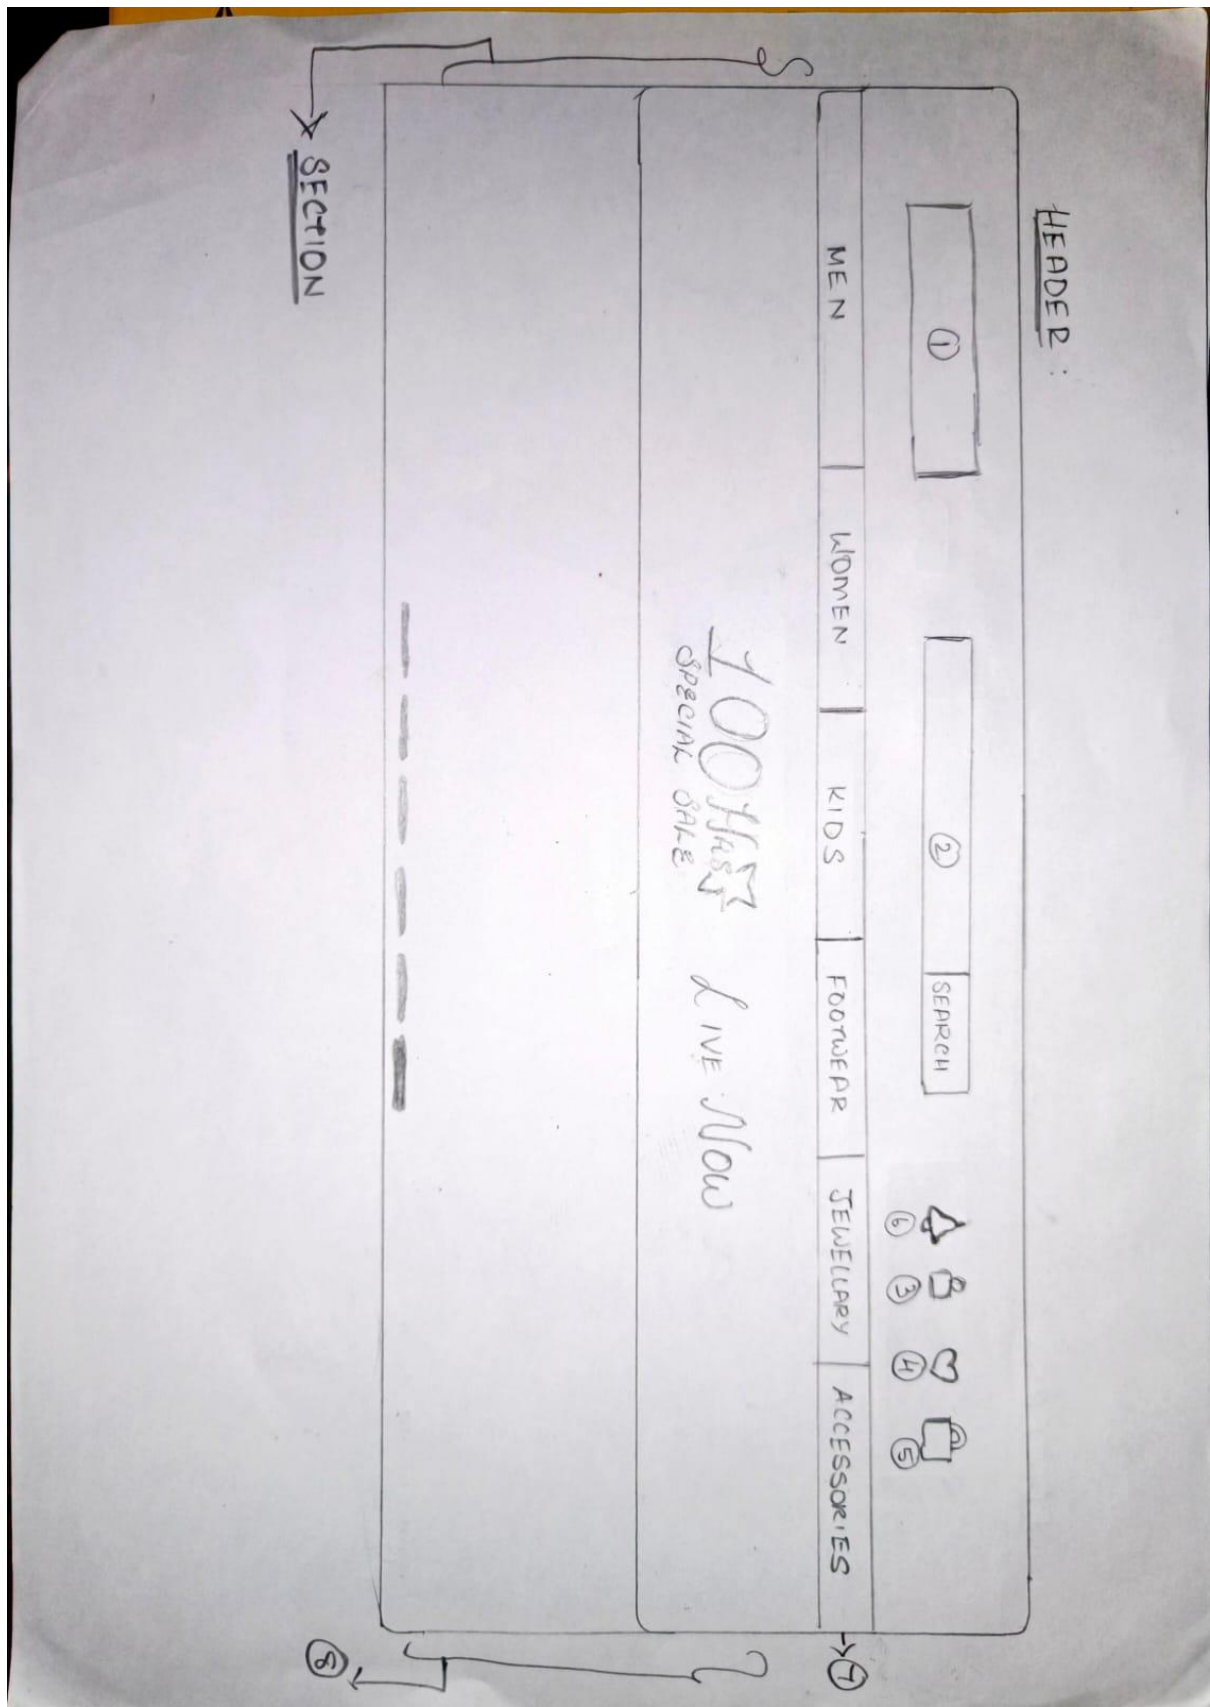 HEADER :
①
②
SEARCH
⑥ ③ ④ ⑤
MEN WOMEN KIDS FOOTWEAR JEWELLARY ACCESSORIES
⑦
100 Hrs LIVE NOW
SPECIAL SALE
SECTION
⑧